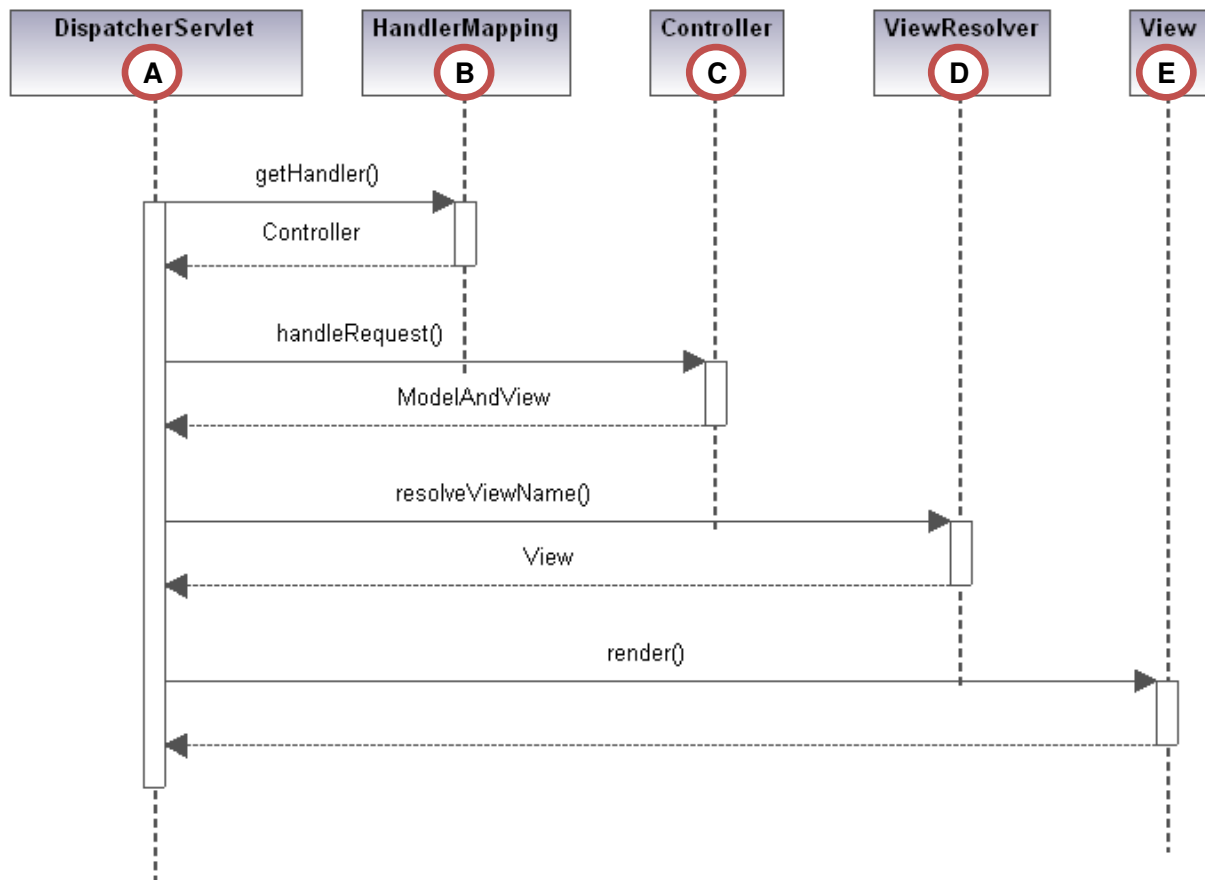 DispatcherServlet
HandlerMapping
Controller
ViewResolver
View
A
B
C
D
E
getHandler()
Controller
handleRequest()
ModelAndView
resolveViewName()
View
render()